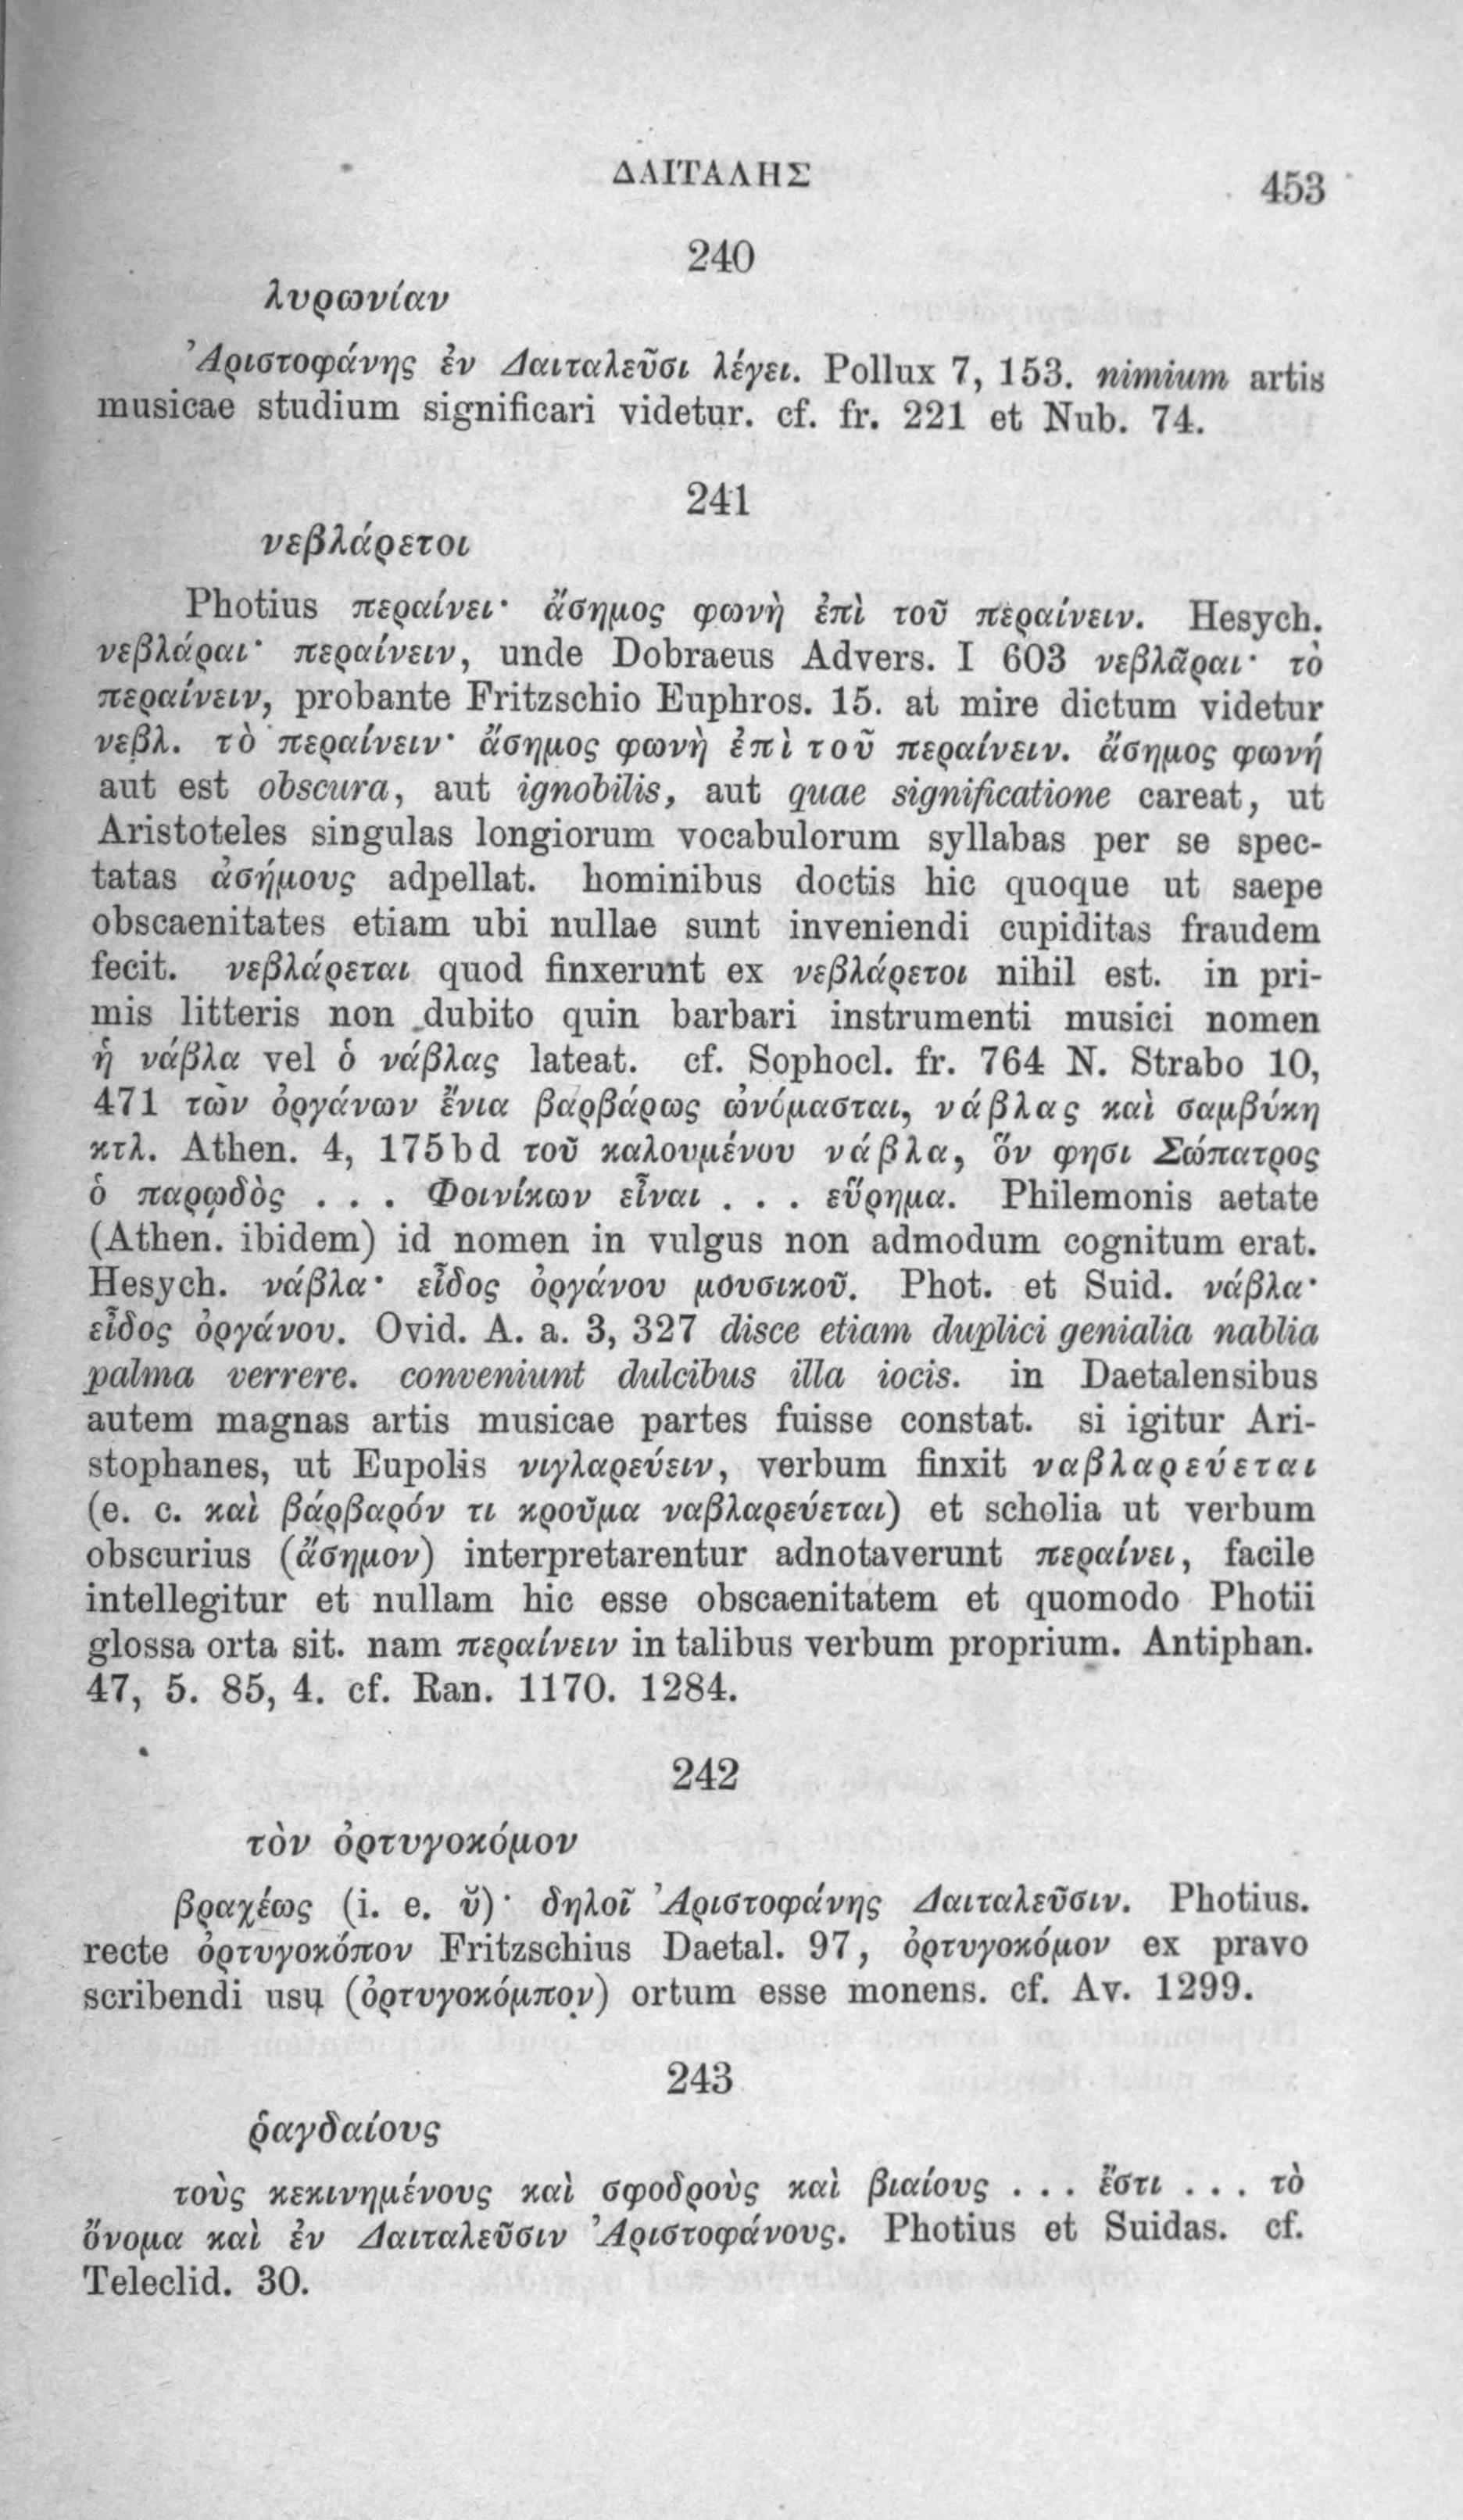 ΔΑΙΤΑΛΗΣ 453
240
λυρωνίαν
Ἀριστοφάνης ἐν Δαιταλεῦσι λέγει. Pollux 7, 153. nimium artis
musicae studium significari videtur. cf. fr. 221 et Nub. 74.
241
νεβλάρετοι
Photius περαίνει· ἄσημος φωνὴ ἐπὶ τοῦ περαίνειν. Hesych.
νεβλάραι· περαίνειν, unde Dobraeus Advers. I 603 νεβλᾶραι· τὸ
περαίνειν, probante Fritzschio Euphros. 15. at mire dictum videtur
νεβλ. τὸ περαίνειν· ἄσημος φωνὴ ἐπὶ τοῦ περαίνειν. ἄσημος φωνή
aut est obscura, aut ignobilis, aut quae significatione careat, ut
Aristoteles singulas longiorum vocabulorum syllabas per se spec-
tatas ἀσήμους adpellat. hominibus doctis hic quoque ut saepe
obscaenitates etiam ubi nullae sunt inveniendi cupiditas fraudem
fecit. νεβλάρεται quod finxerunt ex νεβλάρετοι nihil est. in pri-
mis litteris non dubito quin barbari instrumenti musici nomen
ἡ νάβλα vel ὁ νάβλας lateat. cf. Sophocl. fr. 764 N. Strabo 10,
471 τῶν ὀργάνων ἔνια βαρβάρως ὠνόμασται, νάβλας καὶ σαμβύκη
κτλ. Athen. 4, 175bd τοῦ καλουμένου νάβλα, ὅν φησι Σώπατρος
ὁ παρῳδὸς . . . Φοινίκων εἶναι . . . εὕρημα. Philemonis aetate
(Athen. ibidem) id nomen in vulgus non admodum cognitum erat.
Hesych. νάβλα· εἶδος ὀργάνου μουσικοῦ. Phot. et Suid. νάβλα·
εἶδος ὀργάνου. Ovid. A. a. 3, 327 disce etiam duplici genialia nablia
palma verrere. conveniunt dulcibus illa iocis. in Daetalensibus
autem magnas artis musicae partes fuisse constat. si igitur Ari-
stophanes, ut Eupolis νιγλαρεύειν, verbum finxit ναβλαρεύεται
(e. c. καὶ βάρβαρόν τι κροῦμα ναβλαρεύεται) et scholia ut verbum
obscurius (ἄσημον) interpretarentur adnotaverunt περαίνει, facile
intellegitur et nullam hic esse obscaenitatem et quomodo Photii
glossa orta sit. nam περαίνειν in talibus verbum proprium. Antiphan.
47, 5. 85, 4. cf. Ran. 1170. 1284.
242
τὸν ὀρτυγοκόμον
βραχέως (i. e. ῠ)· δηλοῖ Ἀριστοφάνης Δαιταλεῦσιν. Photius.
recte ὀρτυγοκόπον Fritzschius Daetal. 97, ὀρτυγοκόμον ex pravo
scribendi usu (ὀρτυγοκόμπον) ortum esse monens. cf. Av. 1299.
243
ῥαγδαίους
τοὺς κεκινημένους καὶ σφοδροὺς καὶ βιαίους . . . ἔστι . . . τὸ
ὄνομα καὶ ἐν Δαιταλεῦσιν Ἀριστοφάνους. Photius et Suidas. cf.
Teleclid. 30.